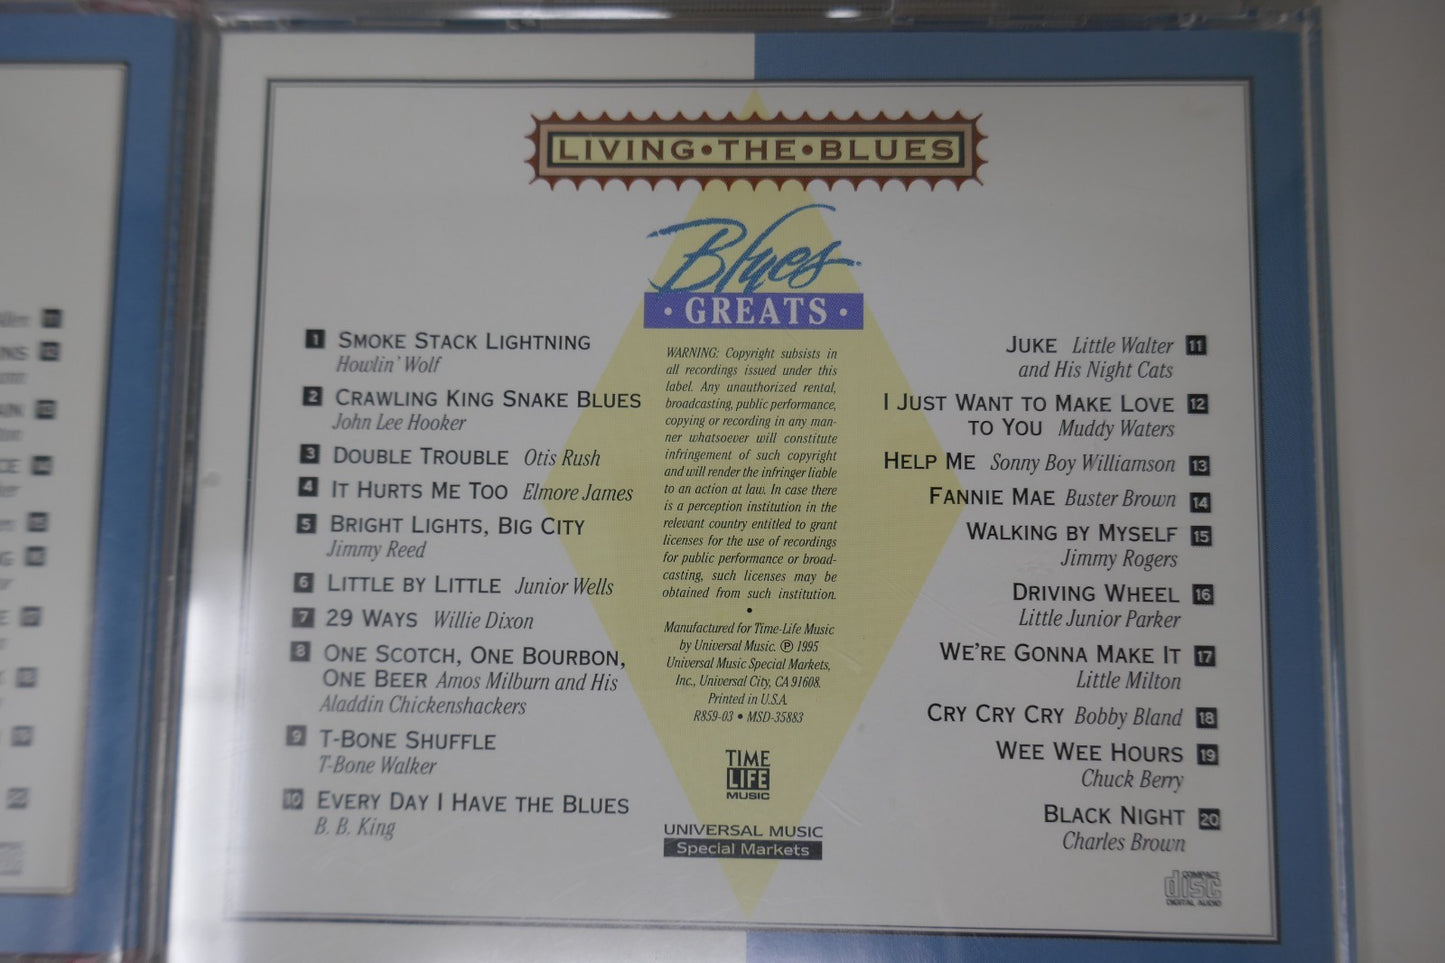 LIVING • THE • BLUES
Blues
• GREATS •
1 SMOKE STACK LIGHTNING
Howlin' Wolf
2 CRAWLING KING SNAKE BLUES
John Lee Hooker
3 DOUBLE TROUBLE Otis Rush
4 IT HURTS ME TOO Elmore James
5 BRIGHT LIGHTS, BIG CITY
Jimmy Reed
6 LITTLE BY LITTLE Junior Wells
7 29 WAYS Willie Dixon
8 ONE SCOTCH, ONE BOURBON,
ONE BEER Amos Milburn and His
Aladdin Chickenshackers
9 T-BONE SHUFFLE
T-Bone Walker
10 EVERY DAY I HAVE THE BLUES
B. B. King
WARNING: Copyright subsists in
all recordings issued under this
label. Any unauthorized rental,
broadcasting, public performance,
copying or recording in any man-
ner whatsoever will constitute
infringement of such copyright
and will render the infringer liable
to an action at law. In case there
is a perception institution in the
relevant country entitled to grant
licenses for the use of recordings
for public performance or broad-
casting, such licenses may be
obtained from such institution.
•
Manufactured for Time-Life Music
by Universal Music. ℗ 1995
Universal Music Special Markets,
Inc., Universal City, CA 91608.
Printed in U.S.A.
R859-03 • MSD-35883
TIME
LIFE
MUSIC
UNIVERSAL MUSIC
Special Markets
JUKE Little Walter 11
and His Night Cats
I JUST WANT TO MAKE LOVE 12
TO YOU Muddy Waters
HELP ME Sonny Boy Williamson 13
FANNIE MAE Buster Brown 14
WALKING BY MYSELF 15
Jimmy Rogers
DRIVING WHEEL 16
Little Junior Parker
WE'RE GONNA MAKE IT 17
Little Milton
CRY CRY CRY Bobby Bland 18
WEE WEE HOURS 19
Chuck Berry
BLACK NIGHT 20
Charles Brown
COMPACT
disc
DIGITAL AUDIO